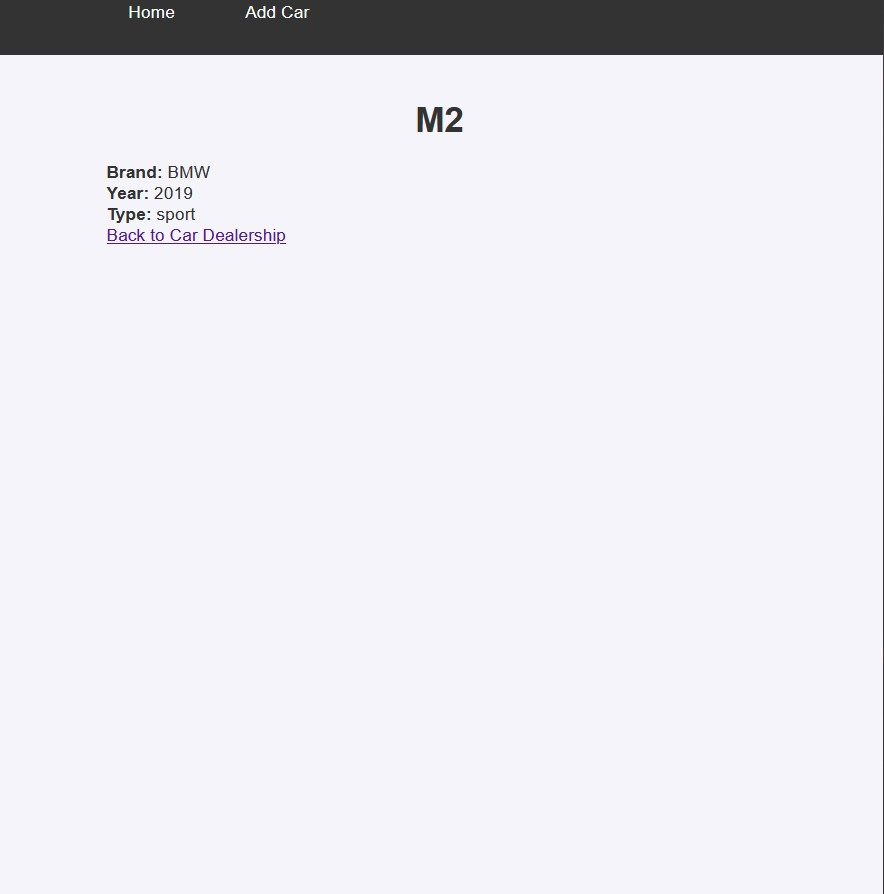 Home Add Car
M2
Brand: BMW
Year: 2019
Type: sport
Back to Car Dealership